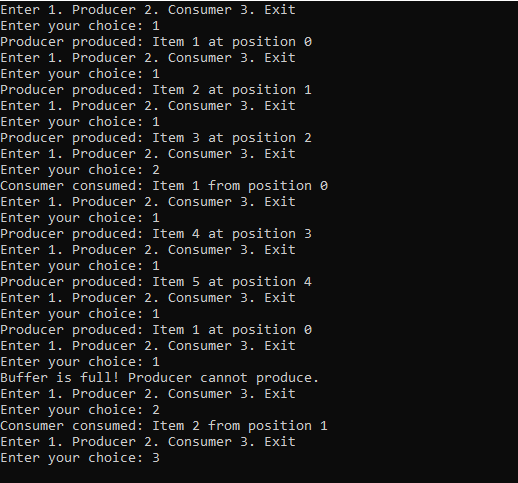 Enter 1. Producer 2. Consumer 3. Exit
Enter your choice: 1
Producer produced: Item 1 at position 0
Enter 1. Producer 2. Consumer 3. Exit
Enter your choice: 1
Producer produced: Item 2 at position 1
Enter 1. Producer 2. Consumer 3. Exit
Enter your choice: 1
Producer produced: Item 3 at position 2
Enter 1. Producer 2. Consumer 3. Exit
Enter your choice: 2
Consumer consumed: Item 1 from position 0
Enter 1. Producer 2. Consumer 3. Exit
Enter your choice: 1
Producer produced: Item 4 at position 3
Enter 1. Producer 2. Consumer 3. Exit
Enter your choice: 1
Producer produced: Item 5 at position 4
Enter 1. Producer 2. Consumer 3. Exit
Enter your choice: 1
Producer produced: Item 1 at position 0
Enter 1. Producer 2. Consumer 3. Exit
Enter your choice: 1
Buffer is full! Producer cannot produce.
Enter 1. Producer 2. Consumer 3. Exit
Enter your choice: 2
Consumer consumed: Item 2 from position 1
Enter 1. Producer 2. Consumer 3. Exit
Enter your choice: 3